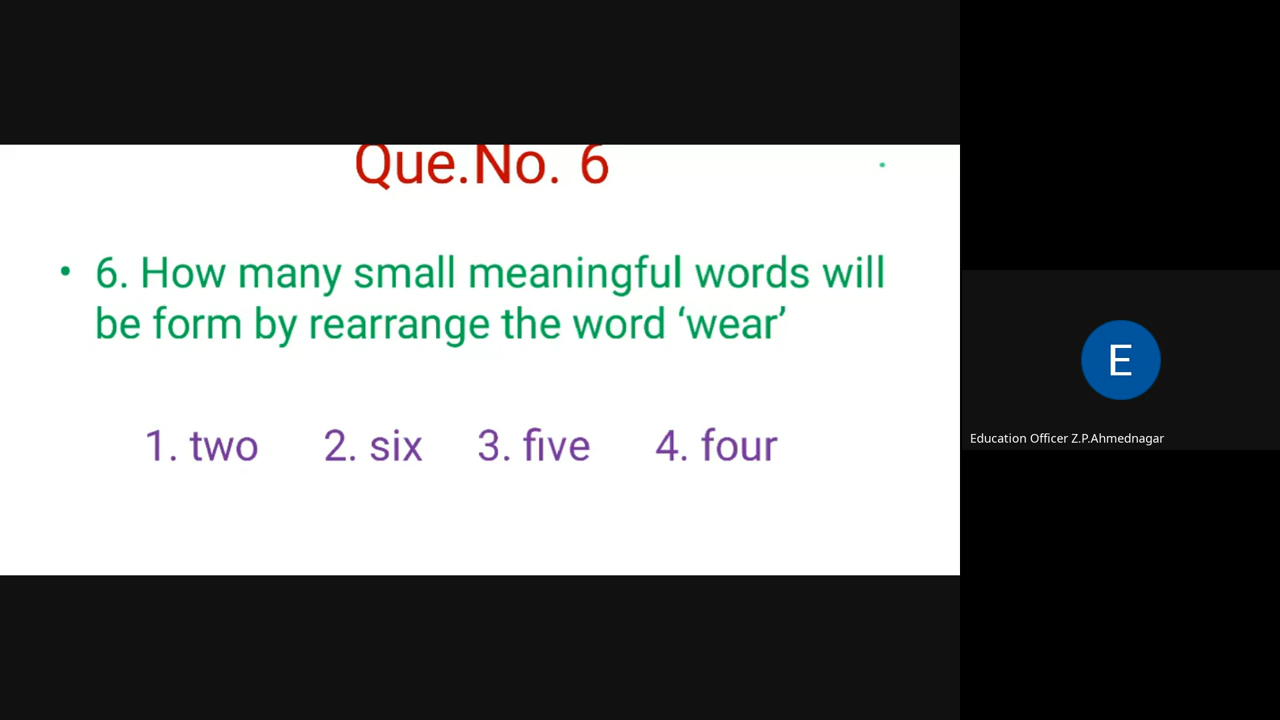 Que.No. 6
• 6. How many small meaningful words will
be form by rearrange the word ‘wear’
1. two 2. six 3. five 4. four
E
Education Officer Z.P.Ahmednagar